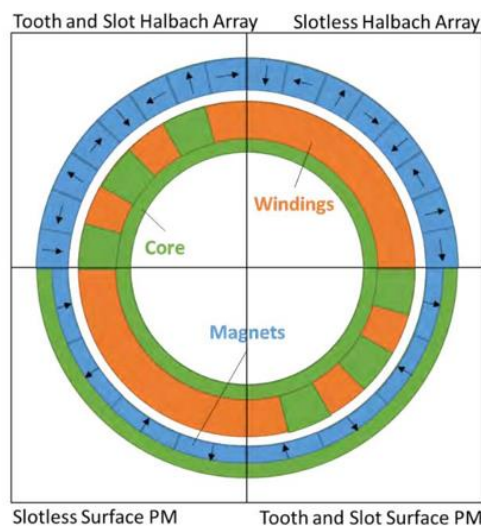 Tooth and Slot Halbach Array
Slotless Halbach Array
Windings
Core
Magnets
Slotless Surface PM
Tooth and Slot Surface PM